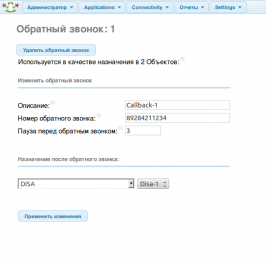 Администратор Applications Connectivity Отчеты Settings
Обратный звонок: 1
Удалить обратный звонок
Используется в качестве назначения в 2 Объектов:
Изменить обратный звонок
Описание: Callback-1
Номер обратного звонка: 89284211234
Пауза перед обратным звонком: 3
Назначение после обратного звонка:
DISA Disa-1
Применить изменения